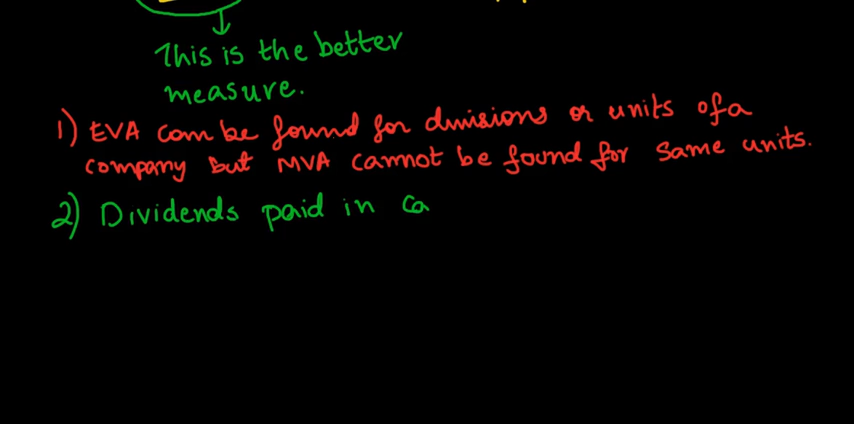 This is the better
measure.
1) EVA can be found for divisions or units of a
company but MVA cannot be found for same units.
2) Dividends paid in ca